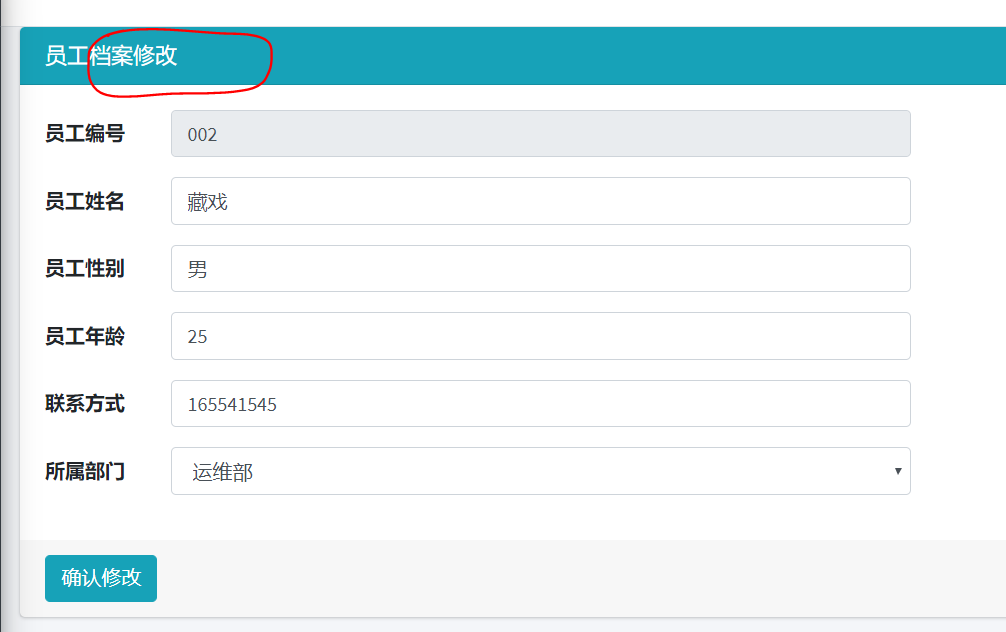 员工档案修改
员工编号 002
员工姓名 藏戏
员工性别 男
员工年龄 25
联系方式 165541545
所属部门 运维部
确认修改